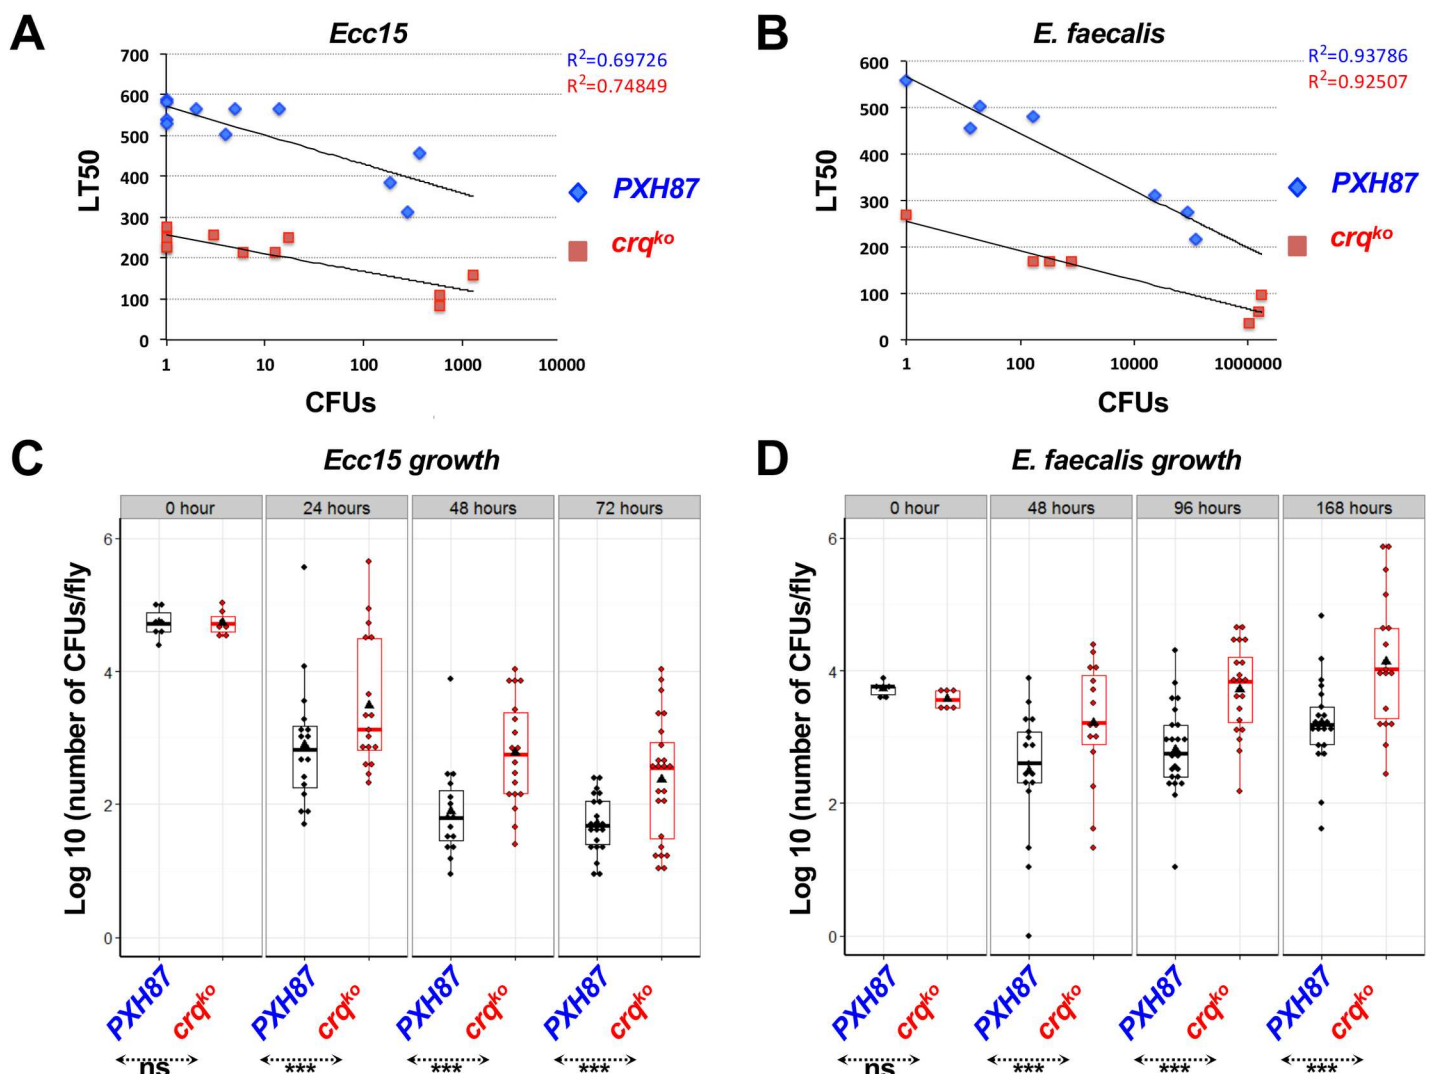 A
Ecc15
R²=0.69726
R²=0.74849
700
600
500
400
300
200
100
0
LT50
1 10 100 1000 10000
CFUs
PXH87
crqko
B
E. faecalis
R²=0.93786
R²=0.92507
600
500
400
300
200
100
0
LT50
1 100 10000 1000000
CFUs
PXH87
crqko
C
Ecc15 growth
0 hour 24 hours 48 hours 72 hours
6
4
2
0
Log 10 (number of CFUs/fly
PXH87 crqko PXH87 crqko PXH87 crqko PXH87 crqko
ns *** *** ***
D
E. faecalis growth
0 hour 48 hours 96 hours 168 hours
6
4
2
0
Log 10 (number of CFUs/fly
PXH87 crqko PXH87 crqko PXH87 crqko PXH87 crqko
ns *** *** ***